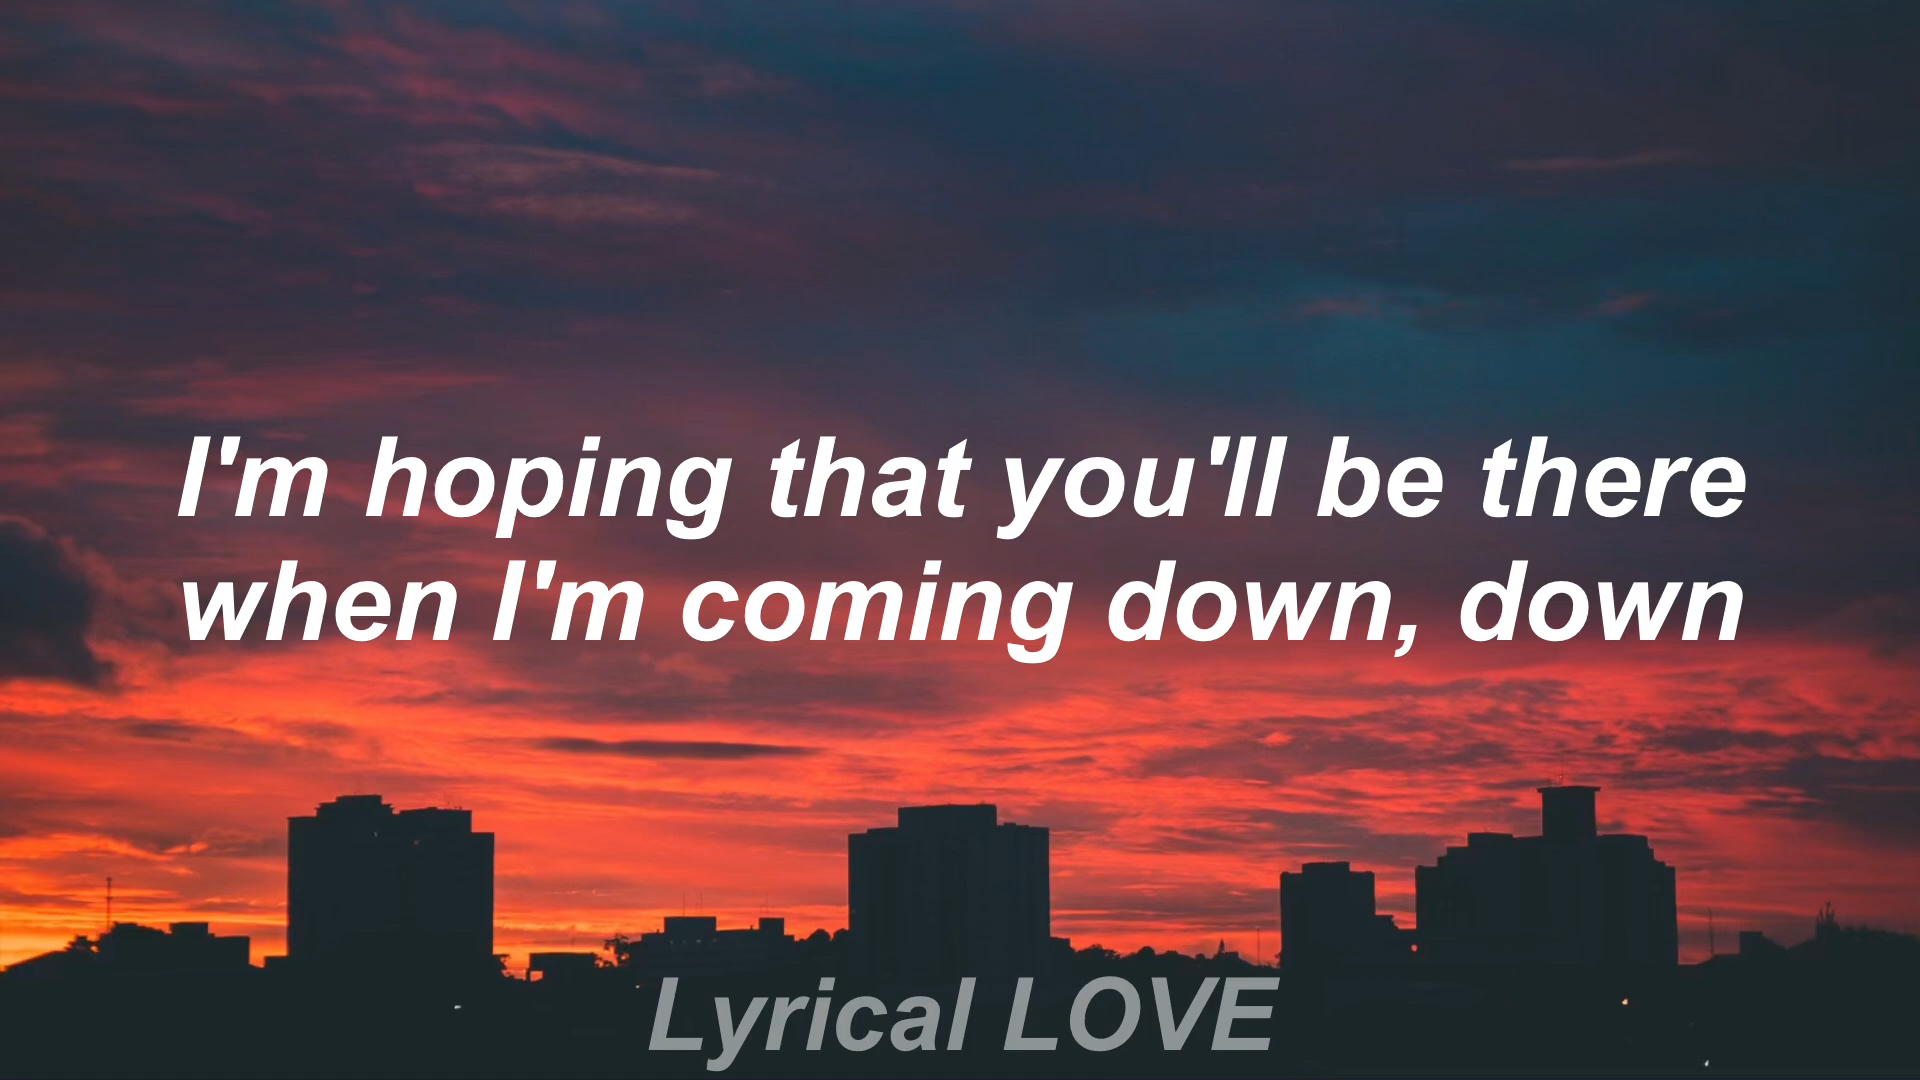 I'm hoping that you'll be there
when I'm coming down, down
Lyrical LOVE